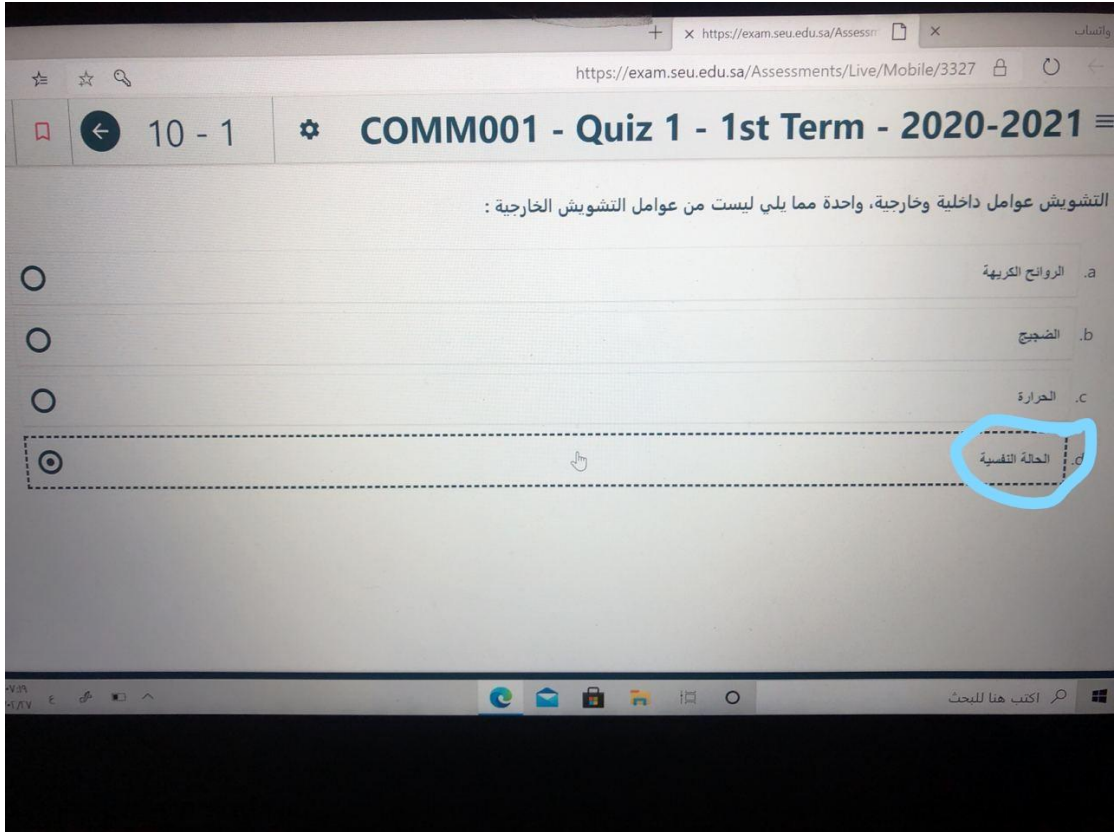 واتساب
https://exam.seu.edu.sa/Assessm
https://exam.seu.edu.sa/Assessments/Live/Mobile/3327
COMM001 - Quiz 1 - 1st Term - 2020-2021
10 - 1
التشويش عوامل داخلية وخارجية، واحدة مما يلي ليست من عوامل التشويش الخارجية :
a. الروائح الكريهة
b. الضجيج
c. الحرارة
d. الحالة النفسية
اكتب هنا للبحث
ع